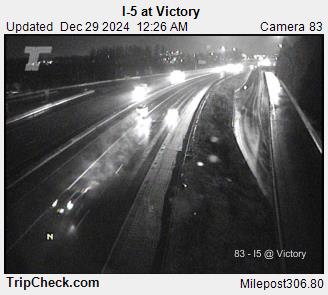 I-5 at Victory
Updated Dec 29 2024 12:26 AM Camera 83
N
83 - I5 @ Victory
TripCheck.com Milepost306.80